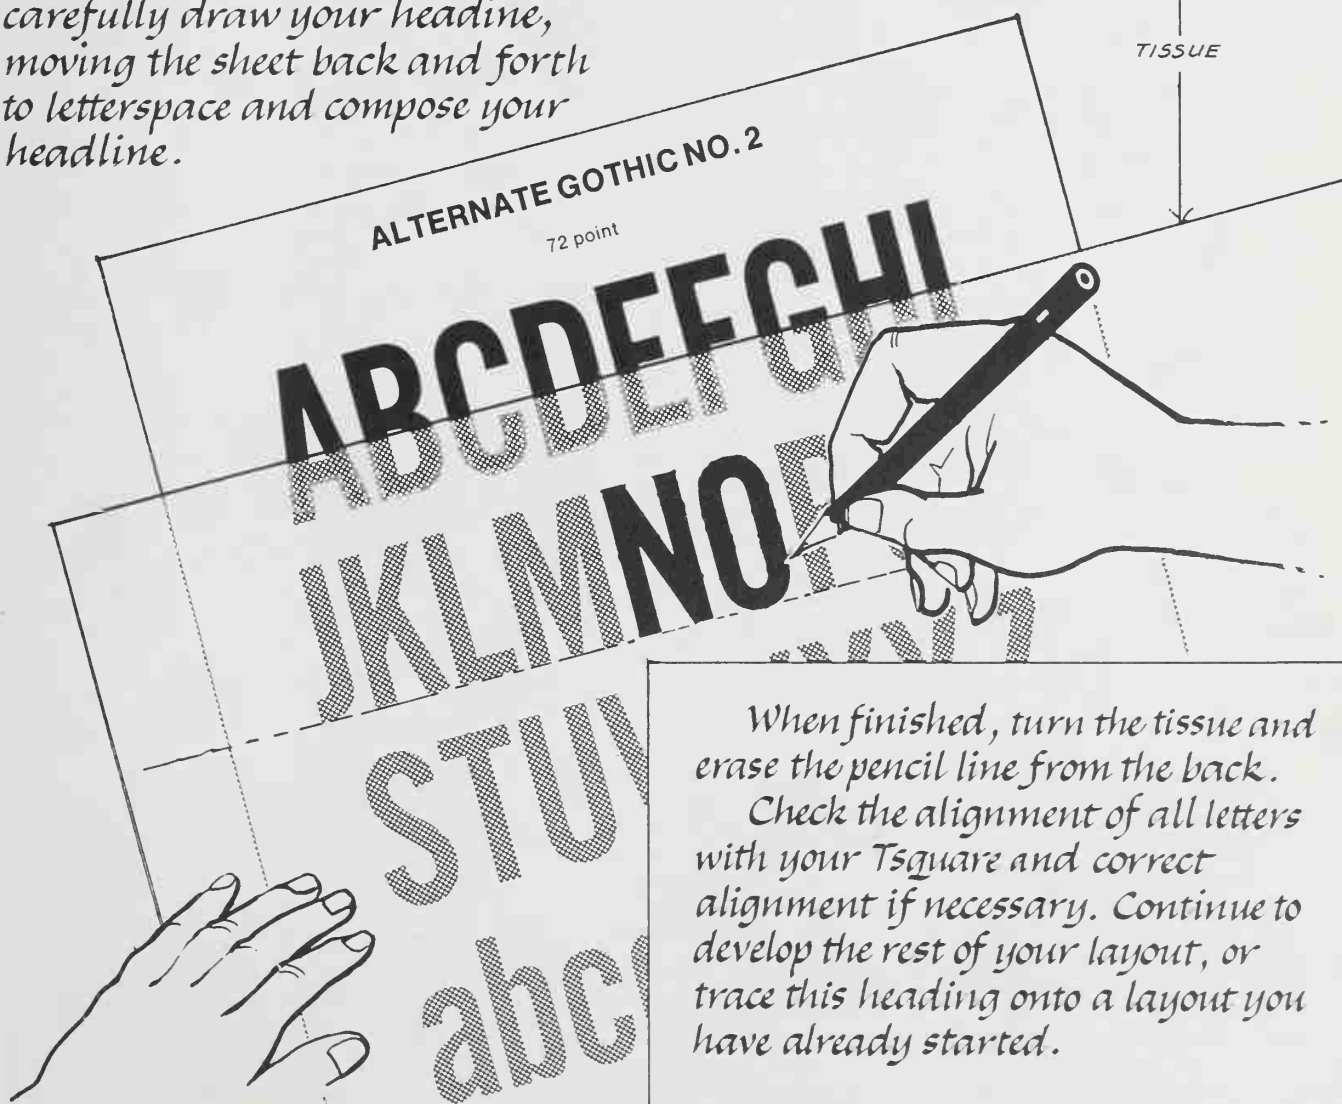 carefully draw your headine,
moving the sheet back and forth
to letterspace and compose your
headline.
TISSUE
ALTERNATE GOTHIC NO. 2
72 point
ABCDEFGHI
JKLMNOP
STUV
abc
When finished, turn the tissue and
erase the pencil line from the back.
Check the alignment of all letters
with your Tsquare and correct
alignment if necessary. Continue to
develop the rest of your layout, or
trace this heading onto a layout you
have already started.